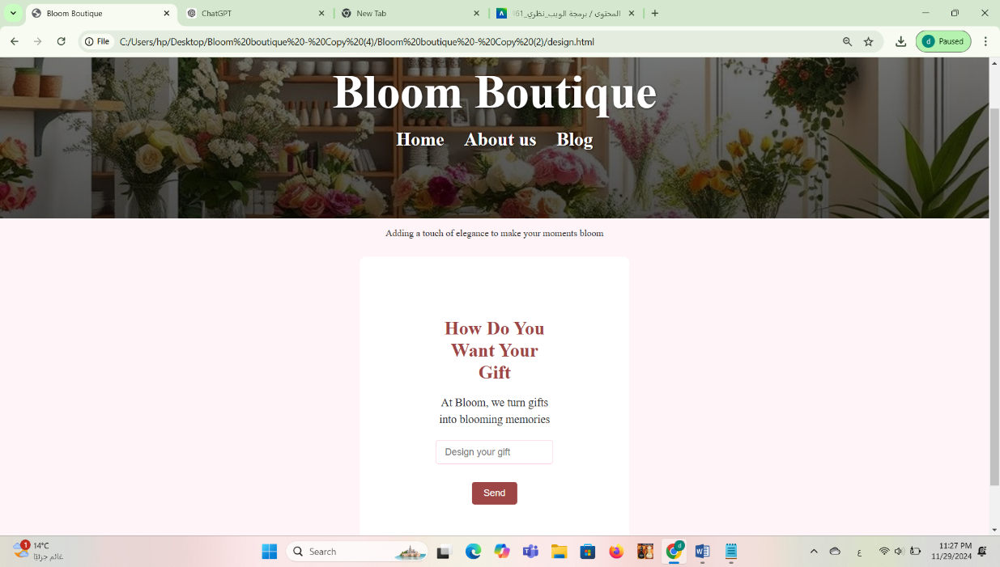 Bloom Boutique
ChatGPT
New Tab
المحتوى / برمجة الويب_نظري_161
File
C:/Users/hp/Desktop/Bloom%20boutique%20-%20Copy%20(4)/Bloom%20boutique%20-%20Copy%20(2)/design.html
d
Paused
Bloom Boutique
Home About us Blog
Adding a touch of elegance to make your moments bloom
How Do You
Want Your
Gift
At Bloom, we turn gifts
into blooming memories
Design your gift
Send
1
14°C
غائم جزئيًا
Search
d
ع
11:27 PM
11/29/2024